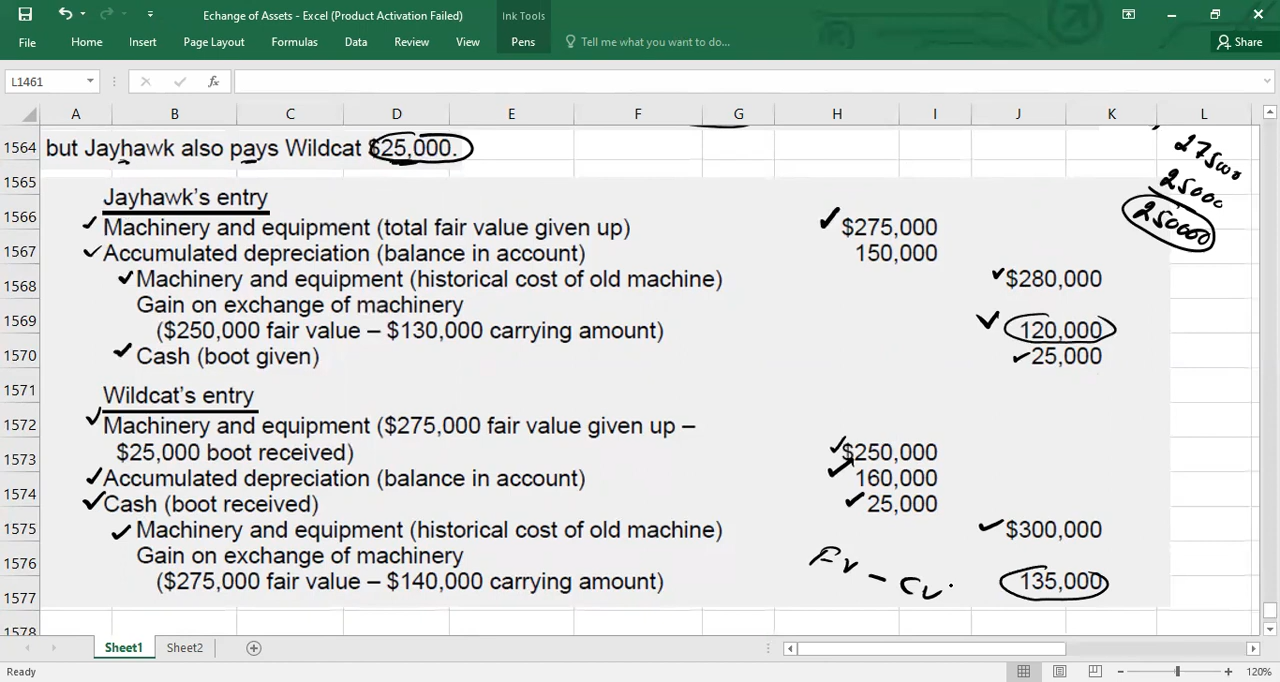 Echange of Assets - Excel (Product Activation Failed)
Ink Tools
File Home Insert Page Layout Formulas Data Review View Pens Tell me what you want to do... Share
L1461 fx
A B C D E F G H I J K L
1564 but Jayhawk also pays Wildcat $25,000.
27500
25000
250000
1565 Jayhawk's entry
1566 Machinery and equipment (total fair value given up) $275,000
1567 Accumulated depreciation (balance in account) 150,000
1568 Machinery and equipment (historical cost of old machine) $280,000
Gain on exchange of machinery
1569 ($250,000 fair value – $130,000 carrying amount) 120,000
1570 Cash (boot given) 25,000
1571 Wildcat's entry
1572 Machinery and equipment ($275,000 fair value given up –
1573 $25,000 boot received) $250,000
1574 Accumulated depreciation (balance in account) 160,000
Cash (boot received) 25,000
1575 Machinery and equipment (historical cost of old machine) $300,000
1576 Gain on exchange of machinery
1577 ($275,000 fair value – $140,000 carrying amount) 135,000
FV - CV
1578
Sheet1 Sheet2
Ready 120%